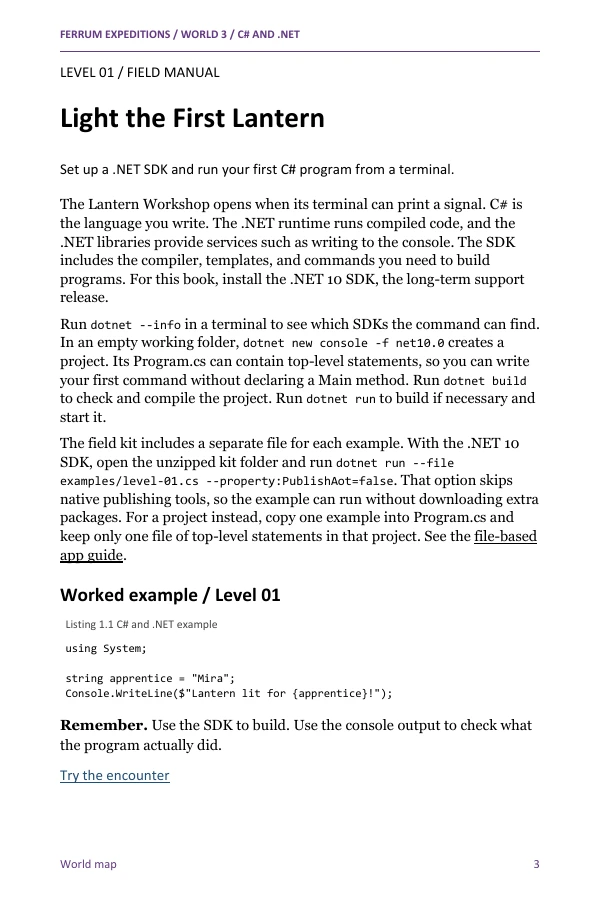 FERRUM EXPEDITIONS / WORLD 3 / C# AND .NET
LEVEL 01 / FIELD MANUAL
Light the First Lantern
Set up a .NET SDK and run your first C# program from a terminal.
The Lantern Workshop opens when its terminal can print a signal. C# is
the language you write. The .NET runtime runs compiled code, and the
.NET libraries provide services such as writing to the console. The SDK
includes the compiler, templates, and commands you need to build
programs. For this book, install the .NET 10 SDK, the long-term support
release.
Run dotnet --info in a terminal to see which SDKs the command can find.
In an empty working folder, dotnet new console -f net10.0 creates a
project. Its Program.cs can contain top-level statements, so you can write
your first command without declaring a Main method. Run dotnet build
to check and compile the project. Run dotnet run to build if necessary and
start it.
The field kit includes a separate file for each example. With the .NET 10
SDK, open the unzipped kit folder and run dotnet run --file
examples/level-01.cs --property:PublishAot=false. That option skips
native publishing tools, so the example can run without downloading extra
packages. For a project instead, copy one example into Program.cs and
keep only one file of top-level statements in that project. See the file-based
app guide.
Worked example / Level 01
Listing 1.1 C# and .NET example
using System;
string apprentice = "Mira";
Console.WriteLine($"Lantern lit for {apprentice}!");
Remember. Use the SDK to build. Use the console output to check what
the program actually did.
Try the encounter
World map
3